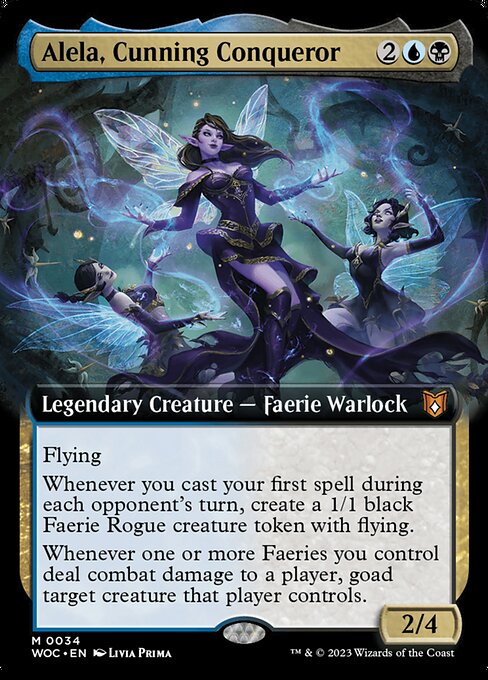 Alela, Cunning Conqueror 2
Legendary Creature — Faerie Warlock
Flying
Whenever you cast your first spell during
each opponent's turn, create a 1/1 black
Faerie Rogue creature token with flying.
Whenever one or more Faeries you control
deal combat damage to a player, goad
target creature that player controls.
2/4
M 0034
WOC • EN Livia Prima ™ & © 2023 Wizards of the Coast